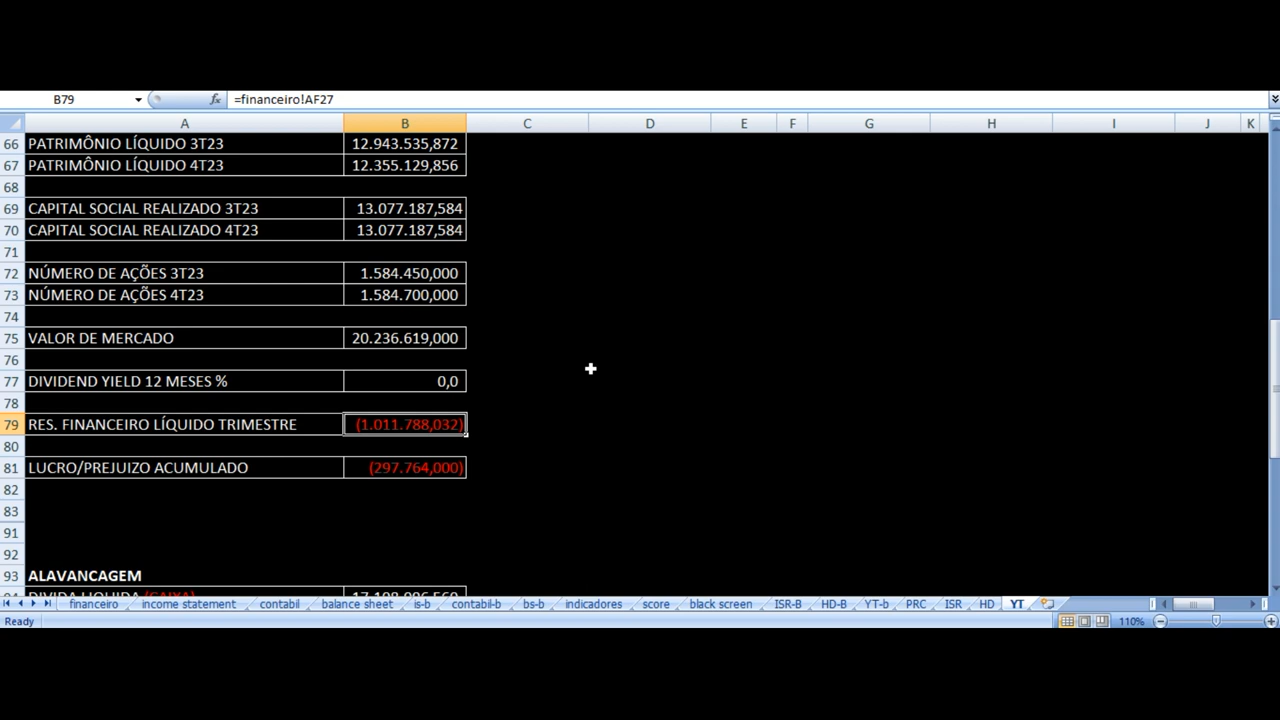 B79 fx =financeiro!AF27
A B C D E F G H I J K
66 PATRIMÔNIO LÍQUIDO 3T23 12.943.535,872
67 PATRIMÔNIO LÍQUIDO 4T23 12.355.129,856
68
69 CAPITAL SOCIAL REALIZADO 3T23 13.077.187,584
70 CAPITAL SOCIAL REALIZADO 4T23 13.077.187,584
71
72 NÚMERO DE AÇÕES 3T23 1.584.450,000
73 NÚMERO DE AÇÕES 4T23 1.584.700,000
74
75 VALOR DE MERCADO 20.236.619,000
76
77 DIVIDEND YIELD 12 MESES % 0,0
78
79 RES. FINANCEIRO LÍQUIDO TRIMESTRE (1.011.788,032)
80
81 LUCRO/PREJUIZO ACUMULADO (297.764,000)
82
83
91
92
93 ALAVANCAGEM
DIVIDA LIQUIDA (CAIXA)
financeiro income statement contabil balance sheet is-b contabil-b bs-b indicadores score black screen ISR-B HD-B YT-b PRC ISR HD YT
Ready 110%